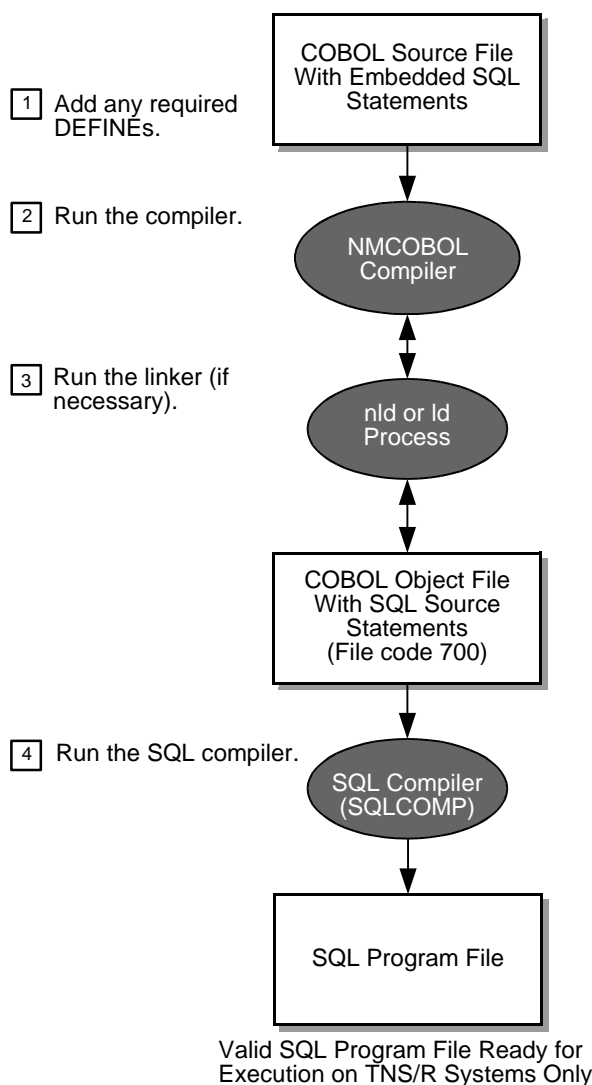 COBOL Source File
With Embedded SQL
Statements
1 Add any required
DEFINEs.
2 Run the compiler.
NMCOBOL
Compiler
3 Run the linker (if
necessary).
nld or ld
Process
COBOL Object File
With SQL Source
Statements
(File code 700)
4 Run the SQL compiler.
SQL Compiler
(SQLCOMP)
SQL Program File
Valid SQL Program File Ready for
Execution on TNS/R Systems Only